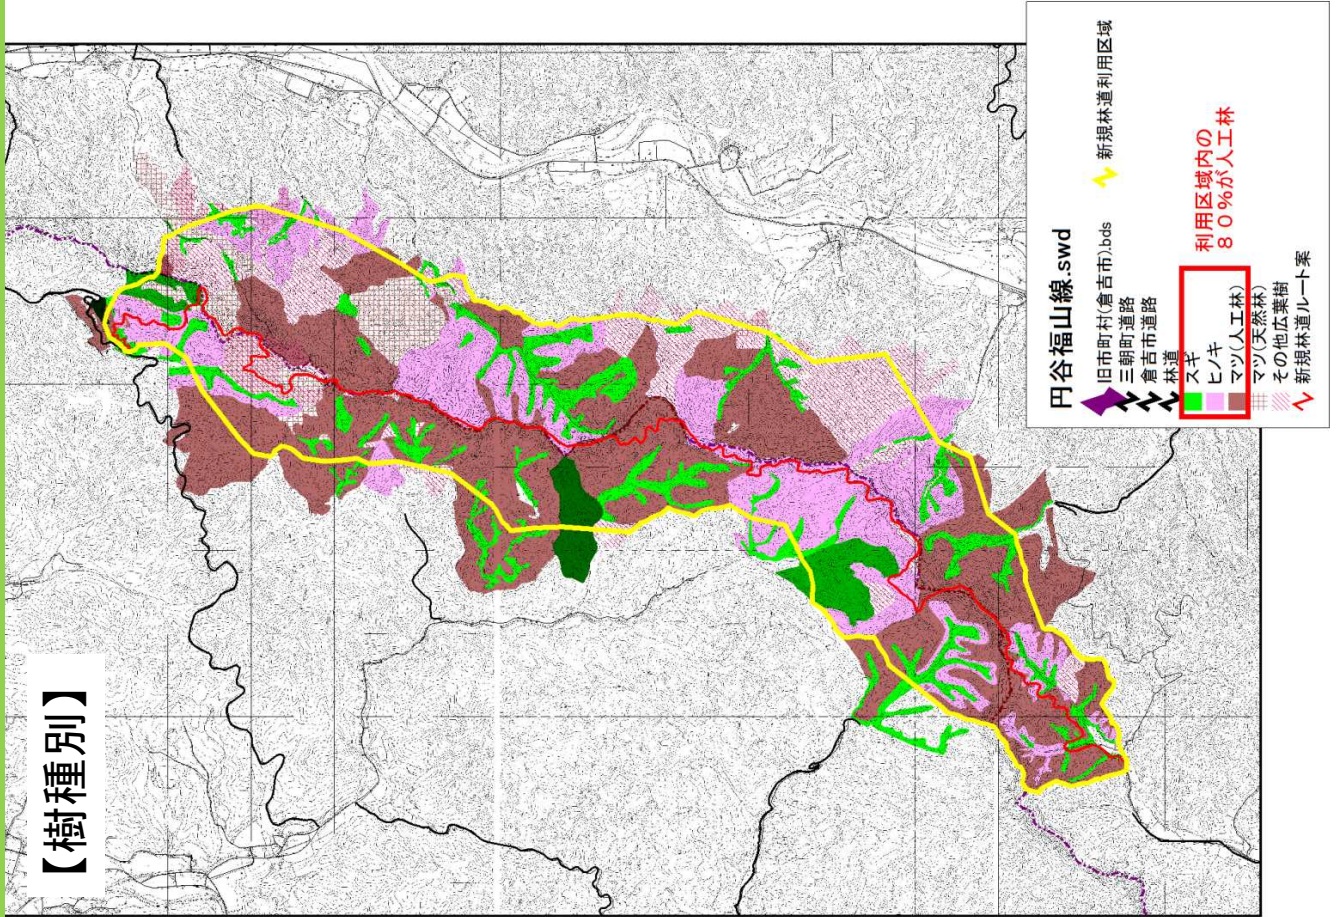 【樹種別】
円谷福山線.swd
旧市町村(倉吉市).bds
三朝町道路
倉吉市道路
林道
スギ
ヒノキ
マツ(人工林)
マツ(天然林)
その他広葉樹
新規林道ルート案
新規林道利用区域
利用区域内の
80%が人工林